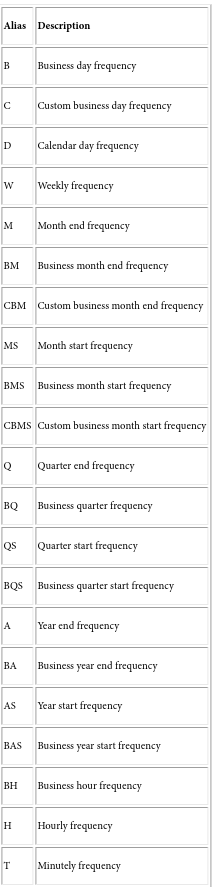 Alias Description
B Business day frequency
C Custom business day frequency
D Calendar day frequency
W Weekly frequency
M Month end frequency
BM Business month end frequency
CBM Custom business month end frequency
MS Month start frequency
BMS Business month start frequency
CBMS Custom business month start frequency
Q Quarter end frequency
BQ Business quarter frequency
QS Quarter start frequency
BQS Business quarter start frequency
A Year end frequency
BA Business year end frequency
AS Year start frequency
BAS Business year start frequency
BH Business hour frequency
H Hourly frequency
T Minutely frequency